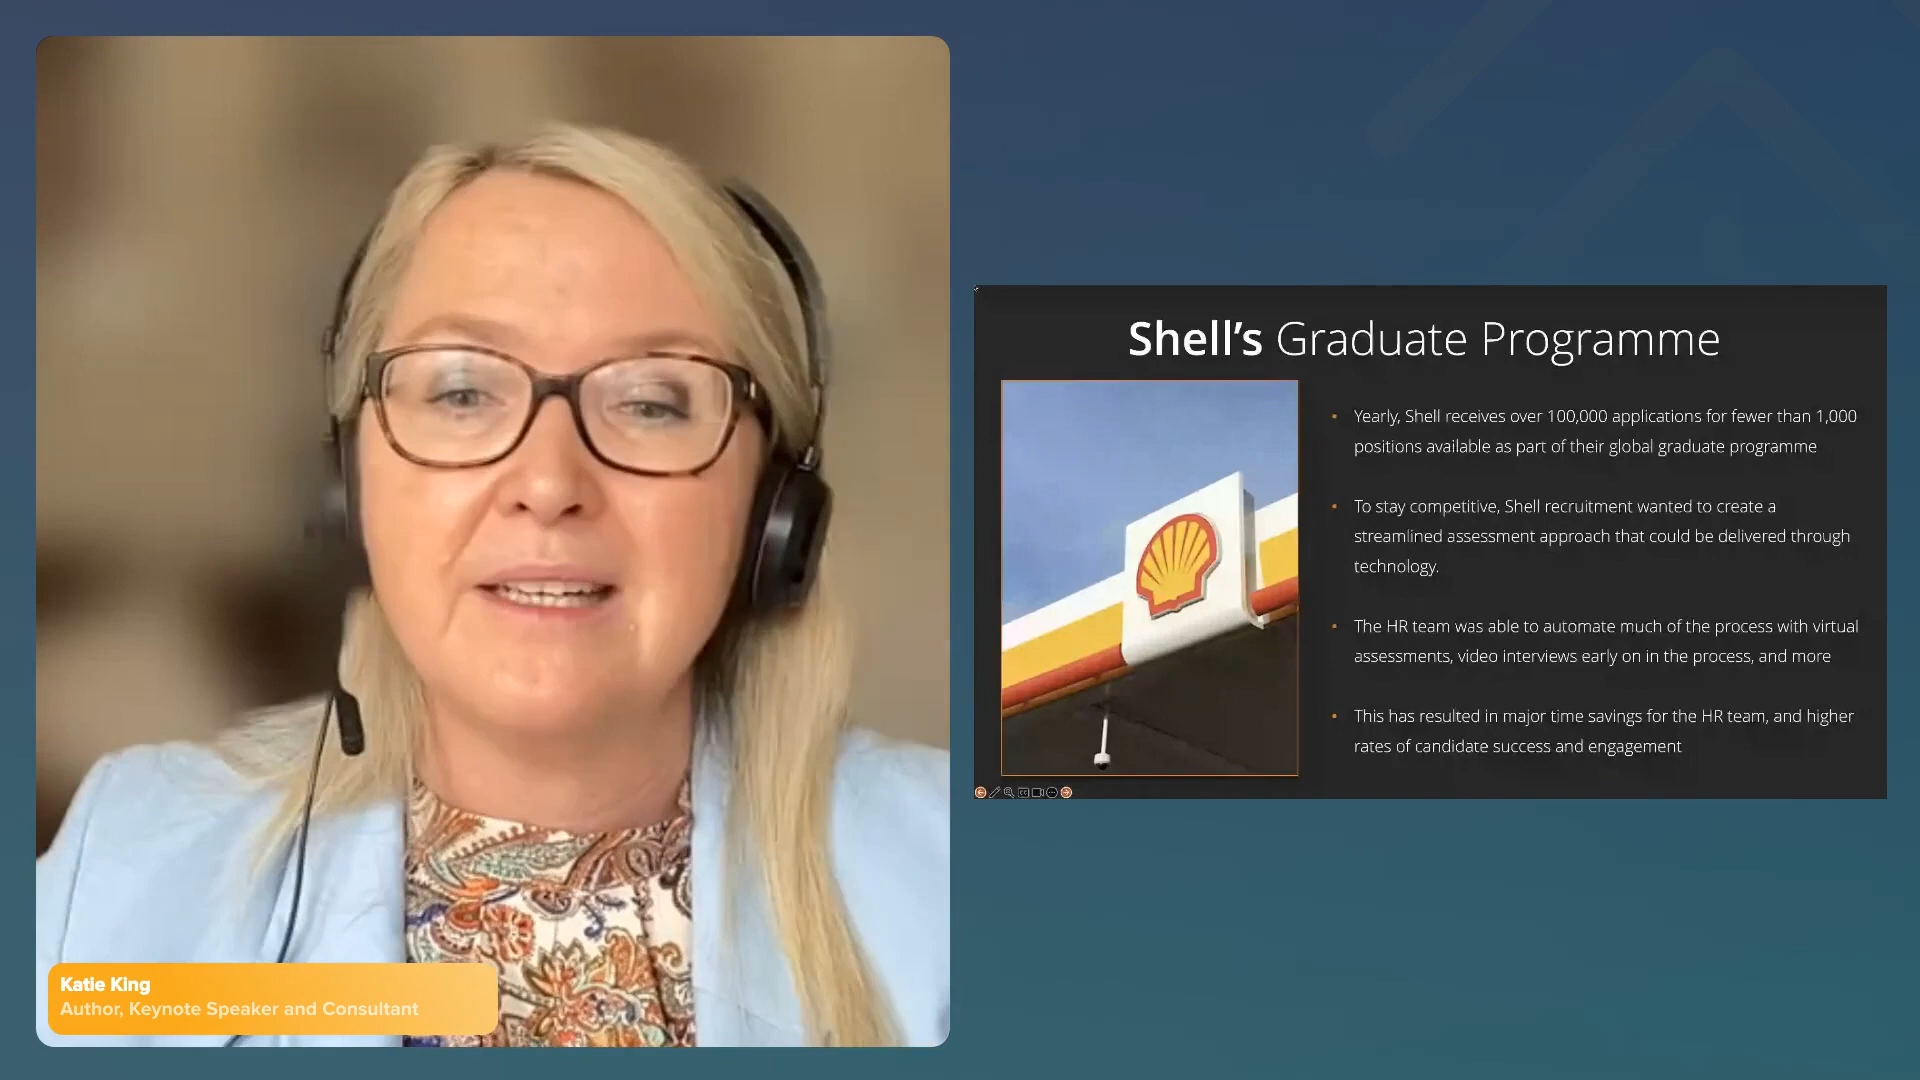 Katie King
Author, Keynote Speaker and Consultant
Shell’s Graduate Programme
• Yearly, Shell receives over 100,000 applications for fewer than 1,000
positions available as part of their global graduate programme
• To stay competitive, Shell recruitment wanted to create a
streamlined assessment approach that could be delivered through
technology.
• The HR team was able to automate much of the process with virtual
assessments, video interviews early on in the process, and more
• This has resulted in major time savings for the HR team, and higher
rates of candidate success and engagement